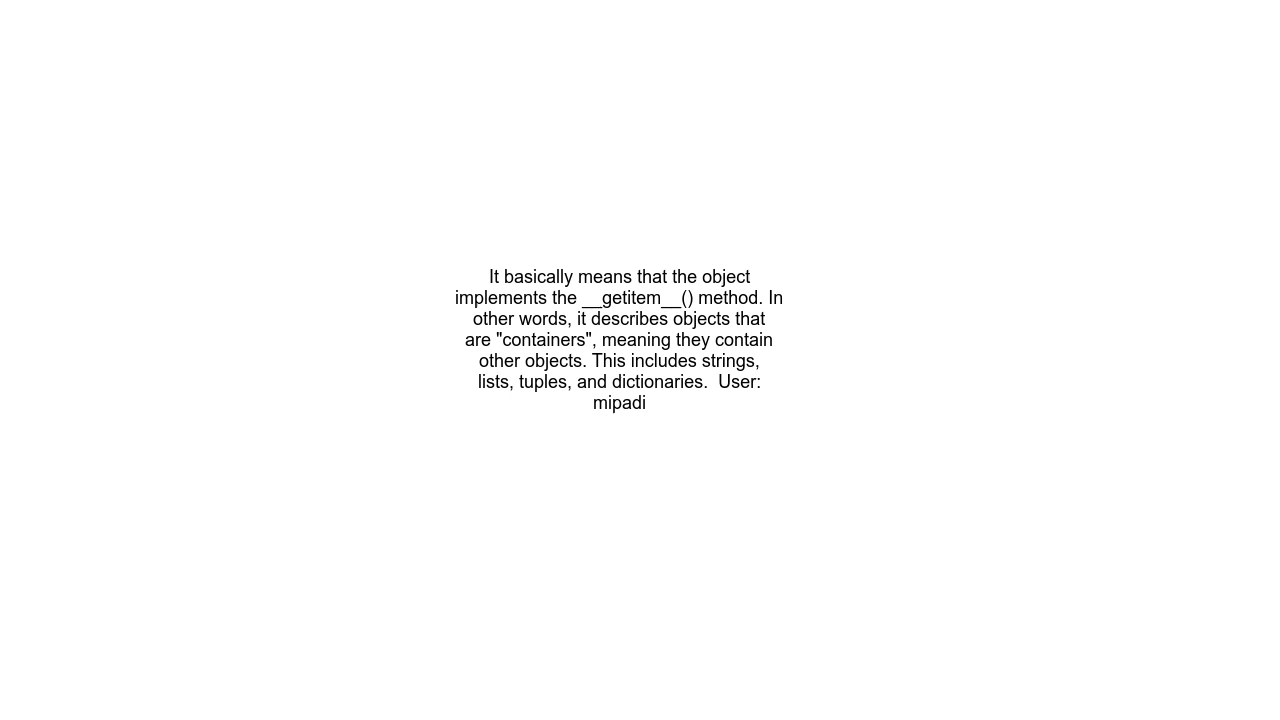 It basically means that the object
implements the __getitem__() method. In
other words, it describes objects that
are "containers", meaning they contain
other objects. This includes strings,
lists, tuples, and dictionaries.  User:
mipadi